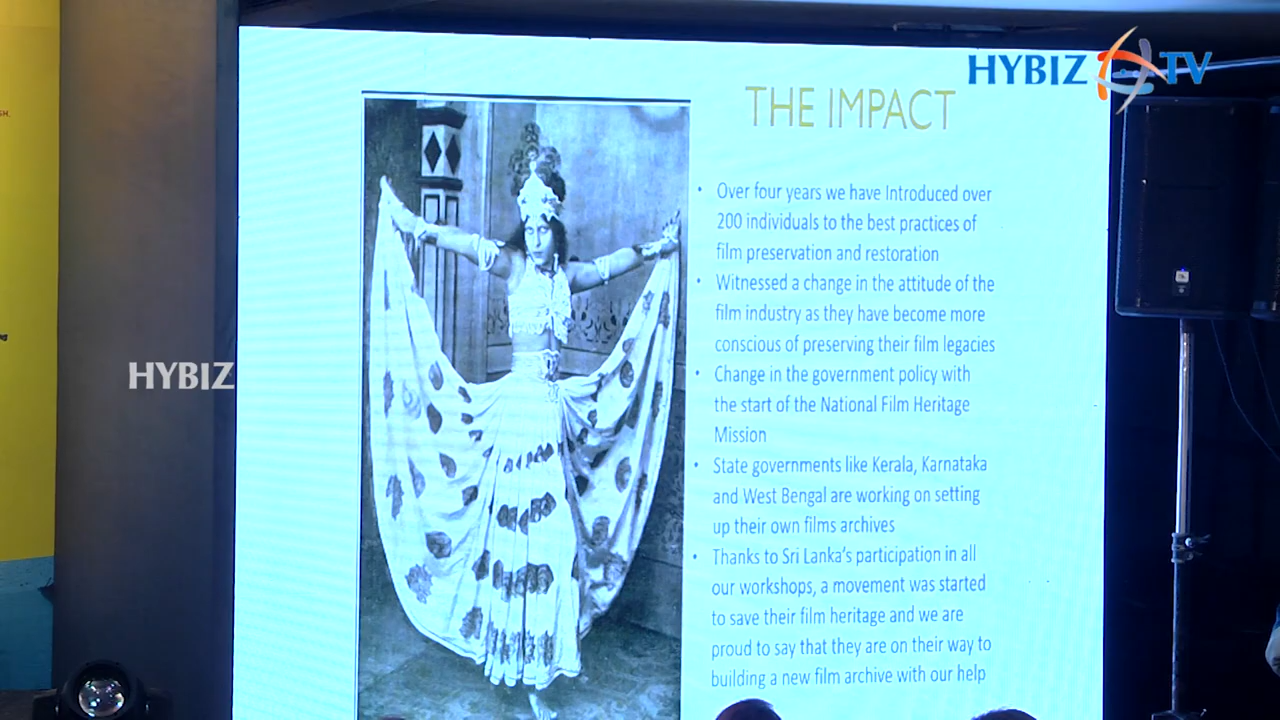 HYBIZ TV
THE IMPACT
• Over four years we have Introduced over
200 individuals to the best practices of
film preservation and restoration
• Witnessed a change in the attitude of the
film industry as they have become more
conscious of preserving their film legacies
• Change in the government policy with
the start of the National Film Heritage
Mission
• State governments like Kerala, Karnataka
and West Bengal are working on setting
up their own films archives
• Thanks to Sri Lanka's participation in all
our workshops, a movement was started
to save their film heritage and we are
proud to say that they are on their way to
building a new film archive with our help
HYBIZ